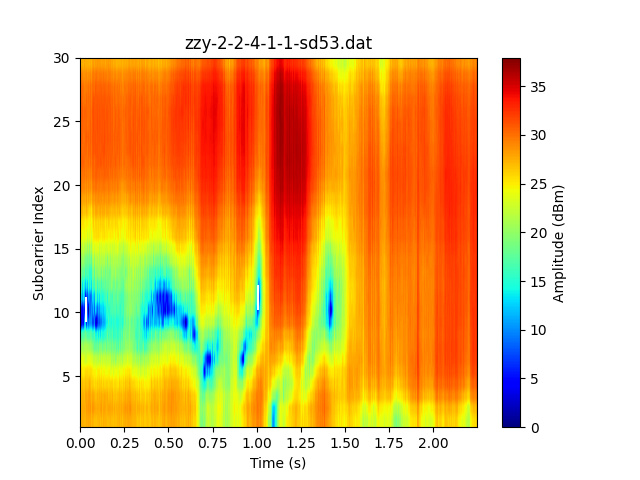 zzy-2-2-4-1-1-sd53.dat
30
25
20
15
10
5
Subcarrier Index
0.00 0.25 0.50 0.75 1.00 1.25 1.50 1.75 2.00
Time (s)
35
30
25
20
15
10
5
0
Amplitude (dBm)